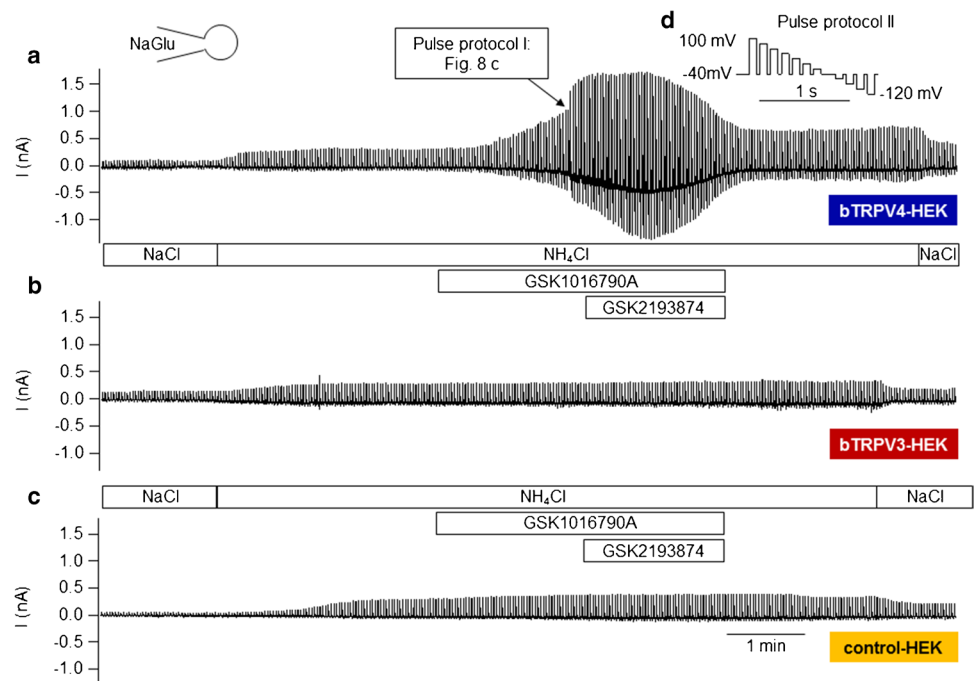 a
NaGlu
Pulse protocol I:
Fig. 8 c
d
Pulse protocol II
100 mV
-40mV
1 s
-120 mV
I (nA)
1.5
1.0
0.5
0.0
-0.5
-1.0
bTRPV4-HEK
NaCl
NH₄Cl
NaCl
GSK1016790A
GSK2193874
b
I (nA)
1.5
1.0
0.5
0.0
-0.5
-1.0
bTRPV3-HEK
NaCl
NH₄Cl
NaCl
GSK1016790A
GSK2193874
c
I (nA)
1.5
1.0
0.5
0.0
-0.5
-1.0
1 min
control-HEK